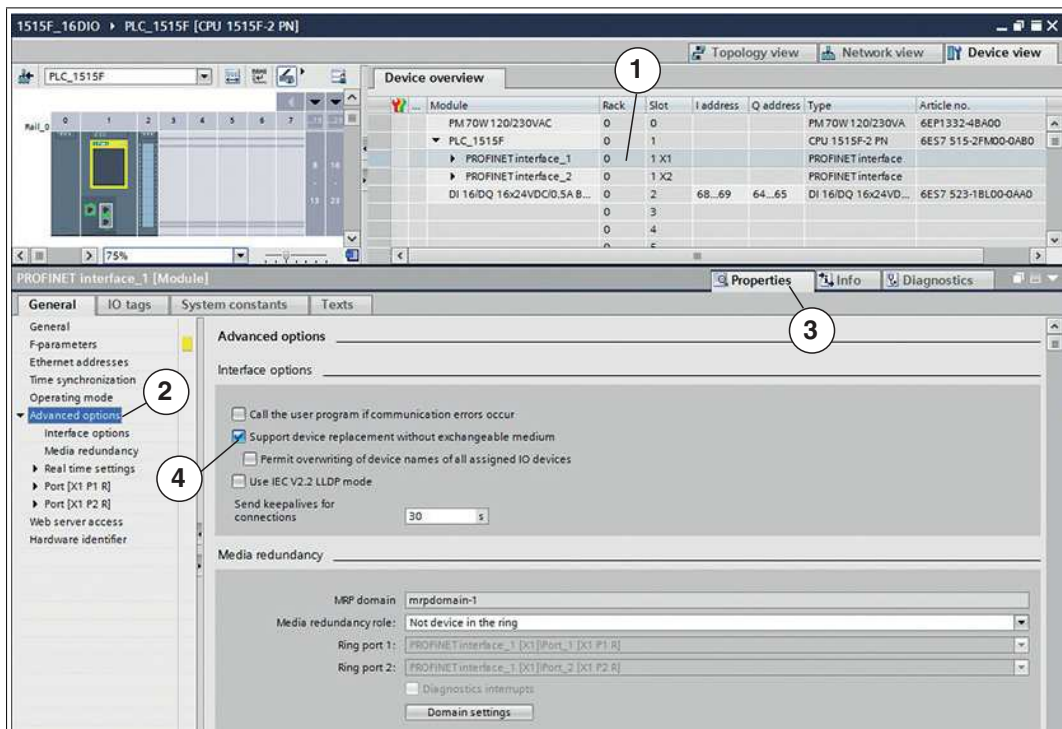 1515F_16DIO ▸ PLC_1515F [CPU 1515F-2 PN]
Topology view
Network view
Device view
PLC_1515F
Device overview
1
Rail_0
0 1 2 3 4 5 6 7
... Module Rack Slot I address Q address Type Article no.
PM 70W 120/230VAC 0 0 PM 70W 120/230VA 6EP1332-4BA00
PLC_1515F 0 1 CPU 1515F-2 PN 6ES7 515-2FM00-0AB0
PROFINET interface_1 0 1 X1 PROFINET interface
PROFINET interface_2 0 1 X2 PROFINET interface
DI 16/DQ 16x24VDC/0.5A B... 0 2 68...69 64...65 DI 16/DQ 16x24VD... 6ES7 523-1BL00-0AA0
0 3
0 4
75%
PROFINET interface_1 [Module]
Properties
Info
Diagnostics
3
General
IO tags
System constants
Texts
General
F-parameters
Ethernet addresses
Time synchronization
Operating mode
2
Advanced options
Interface options
Media redundancy
Real time settings
Port [X1 P1 R]
Port [X1 P2 R]
Web server access
Hardware identifier
Advanced options
Interface options
Call the user program if communication errors occur
Support device replacement without exchangeable medium
4
Permit overwriting of device names of all assigned IO devices
Use IEC V2.2 LLDP mode
Send keepalives for
connections 30 s
Media redundancy
MRP domain mrpdomain-1
Media redundancy role: Not device in the ring
Ring port 1: PROFINET interface_1 [X1]\Port_1 [X1 P1 R]
Ring port 2: PROFINET interface_1 [X1]\Port_2 [X1 P2 R]
Diagnostics interrupts
Domain settings